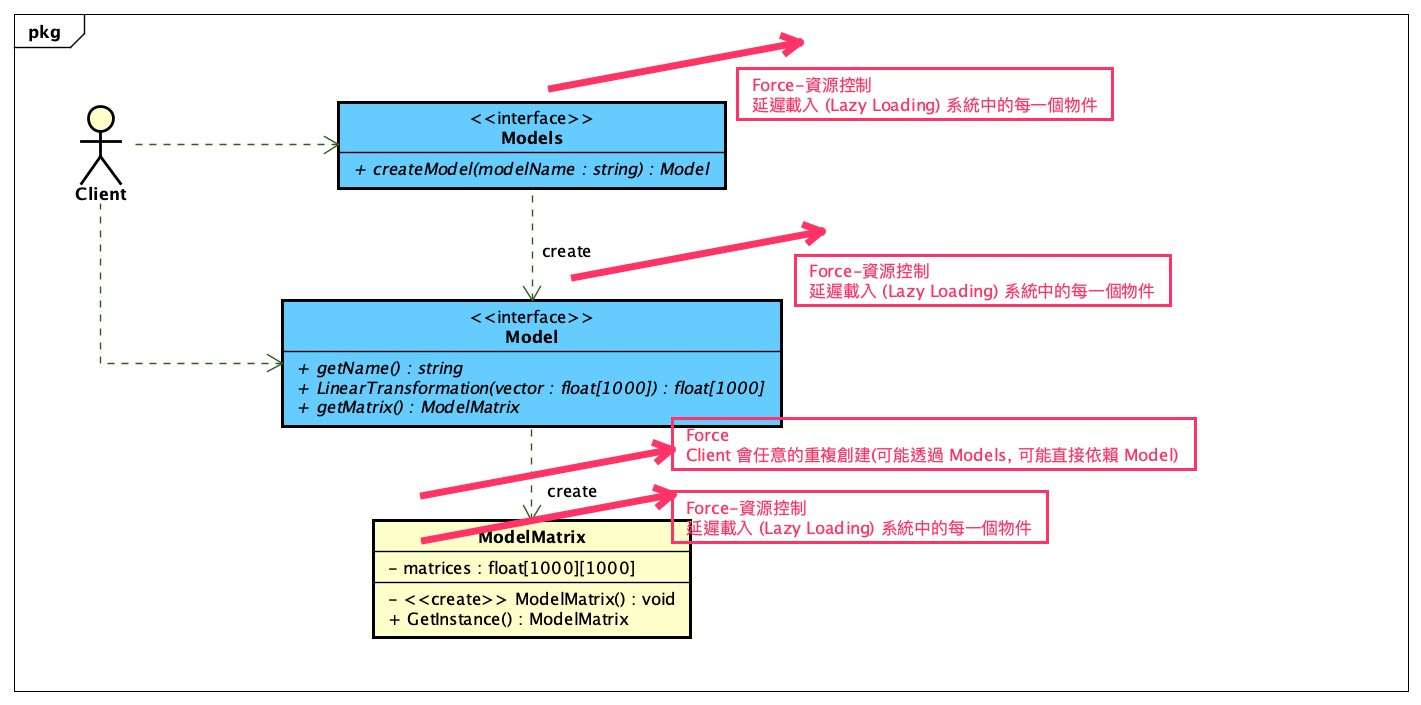 pkg
Force-資源控制
延遲載入 (Lazy Loading) 系統中的每一個物件
<<interface>>
Models
+ createModel(modelName : string) : Model
Client
create
Force-資源控制
延遲載入 (Lazy Loading) 系統中的每一個物件
<<interface>>
Model
+ getName() : string
+ LinearTransformation(vector : float[1000]) : float[1000]
+ getMatrix() : ModelMatrix
Force
Client 會任意的重複創建(可能透過 Models, 可能直接依賴 Model)
create
Force-資源控制
延遲載入 (Lazy Loading) 系統中的每一個物件
ModelMatrix
- matrices : float[1000][1000]
- <<create>> ModelMatrix() : void
+ GetInstance() : ModelMatrix